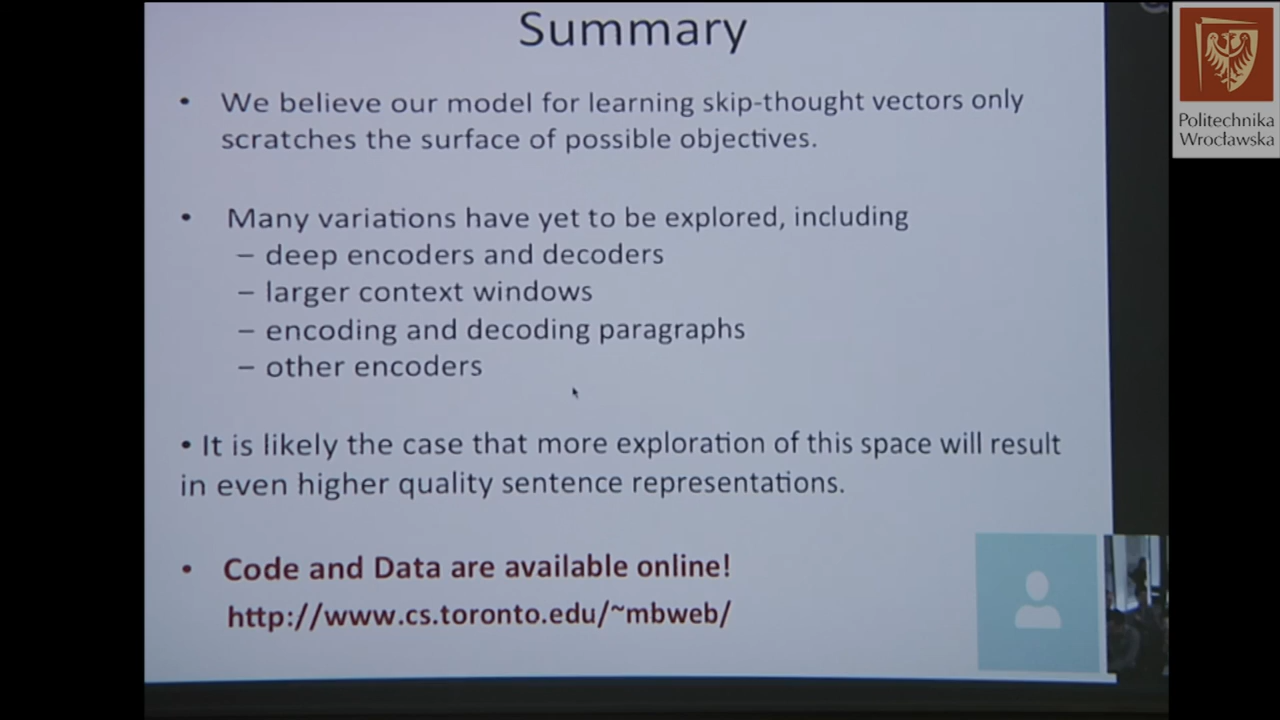 Summary
• We believe our model for learning skip-thought vectors only
scratches the surface of possible objectives.
• Many variations have yet to be explored, including
– deep encoders and decoders
– larger context windows
– encoding and decoding paragraphs
– other encoders
• It is likely the case that more exploration of this space will result
in even higher quality sentence representations.
• Code and Data are available online!
http://www.cs.toronto.edu/~mbweb/
Politechnika
Wrocławska